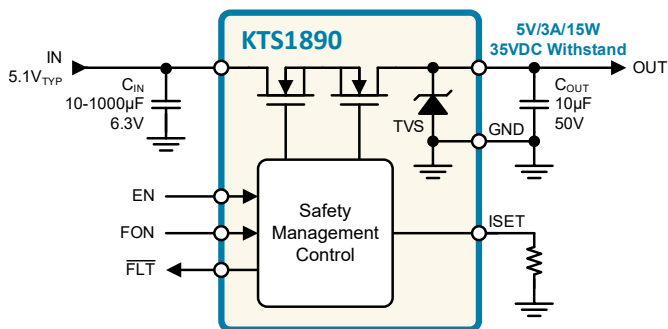 KTS1890
5V/3A/15W
35VDC Withstand
IN
5.1VTYP
OUT
CIN
10-1000µF
6.3V
COUT
10µF
50V
TVS
GND
EN
FON
FLT
Safety
Management
Control
ISET